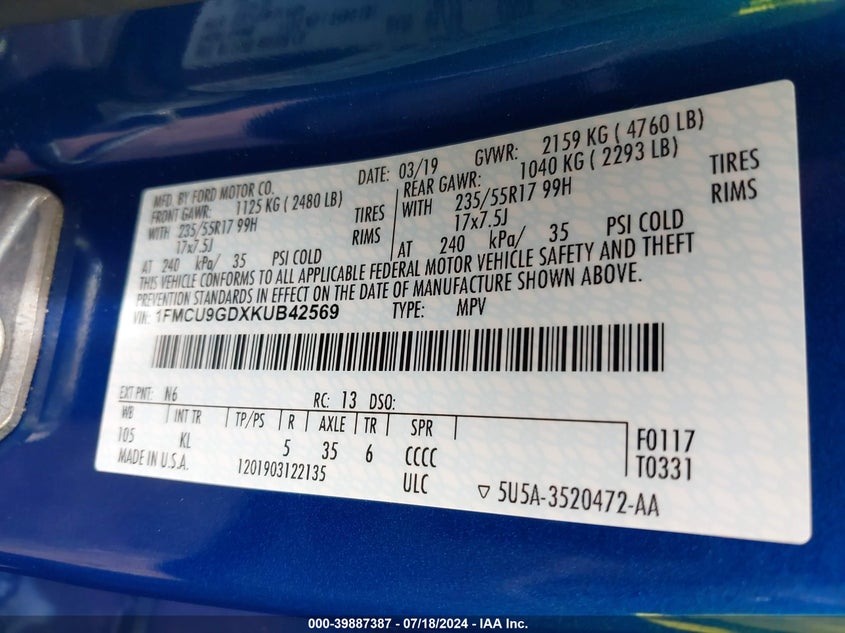 MFD. BY FORD MOTOR CO. DATE: 03/19 GVWR: 2159 KG ( 4760 LB)
FRONT GAWR: 1125 KG ( 2480 LB) REAR GAWR: 1040 KG ( 2293 LB)
WITH 235/55R17 99H TIRES WITH 235/55R17 99H TIRES
17x7.5J RIMS 17x7.5J RIMS
AT 240 kPa/ 35 PSI COLD AT 240 kPa/ 35 PSI COLD
THIS VEHICLE CONFORMS TO ALL APPLICABLE FEDERAL MOTOR VEHICLE SAFETY AND THEFT
PREVENTION STANDARDS IN EFFECT ON THE DATE OF MANUFACTURE SHOWN ABOVE.
VIN: 1FMCU9GDXKUB42569 TYPE: MPV
EXT PNT: N6 RC: 13 DSO:
WB INT TR TP/PS R AXLE TR SPR F0117
105 KL 5 35 6 CCCC T0331
MADE IN U.S.A. 1201903122135 ULC ▽ 5U5A-3520472-AA
000-39887387 - 07/18/2024 - IAA Inc.